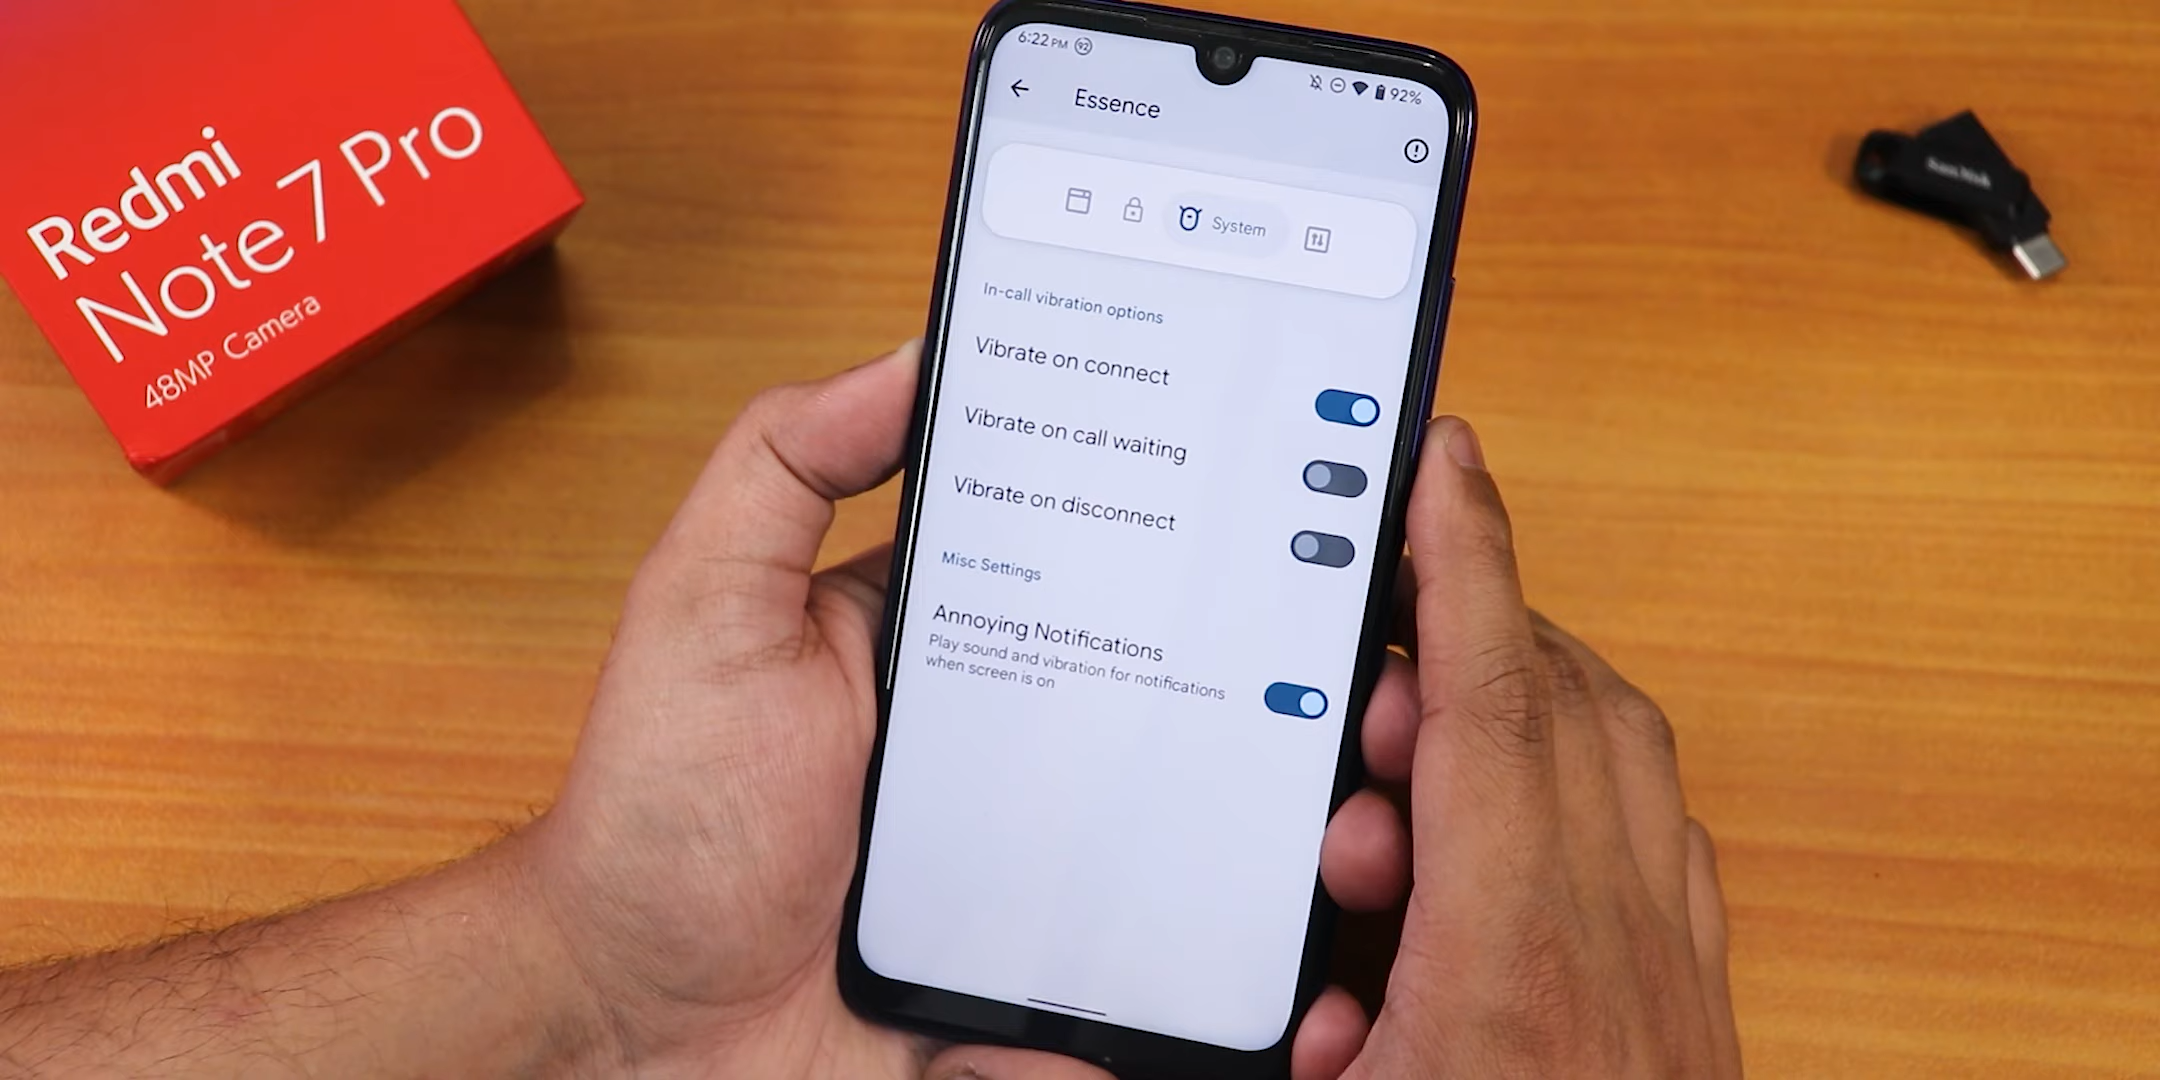 Redmi
Note 7 Pro
48MP Camera
6:22 PM 92
92%
Essence
System
In-call vibration options
Vibrate on connect
Vibrate on call waiting
Vibrate on disconnect
Misc Settings
Annoying Notifications
Play sound and vibration for notifications
when screen is on
SanDisk